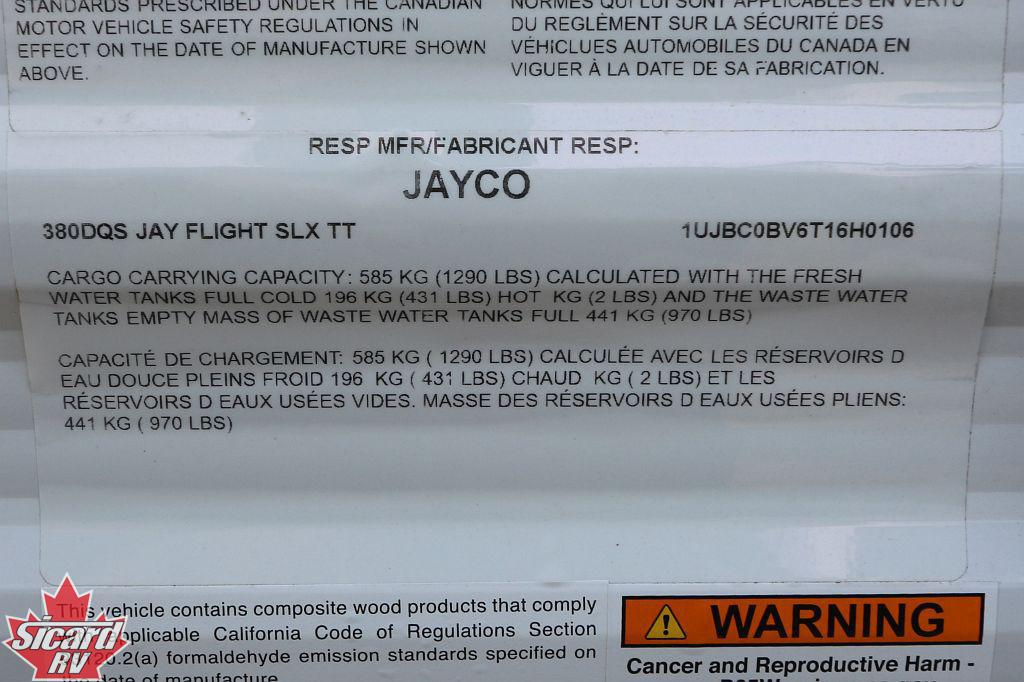 STANDARDS PRESCRIBED UNDER THE CANADIAN
MOTOR VEHICLE SAFETY REGULATIONS IN
EFFECT ON THE DATE OF MANUFACTURE SHOWN
ABOVE.
NORMES QUI LUI SONT APPLICABLES EN VERTU
DU REGLÈMENT SUR LA SÉCURITÉ DES
VÉHICLUES AUTOMOBILES DU CANADA EN
VIGUER À LA DATE DE SA FABRICATION.
RESP MFR/FABRICANT RESP:
JAYCO
380DQS JAY FLIGHT SLX TT 1UJBC0BV6T16H0106
CARGO CARRYING CAPACITY: 585 KG (1290 LBS) CALCULATED WITH THE FRESH
WATER TANKS FULL COLD 196 KG (431 LBS) HOT KG (2 LBS) AND THE WASTE WATER
TANKS EMPTY MASS OF WASTE WATER TANKS FULL 441 KG (970 LBS)
CAPACITÉ DE CHARGEMENT: 585 KG ( 1290 LBS) CALCULÉE AVEC LES RÉSERVOIRS D
EAU DOUCE PLEINS FROID 196 KG ( 431 LBS) CHAUD KG ( 2 LBS) ET LES
RÉSERVOIRS D EAUX USÉES VIDES. MASSE DES RÉSERVOIRS D EAUX USÉES PLIENS:
441 KG ( 970 LBS)
This vehicle contains composite wood products that comply
applicable California Code of Regulations Section
.2(a) formaldehyde emission standards specified on
date of manufacture
WARNING
Cancer and Reproductive Harm -
Sicard
RV